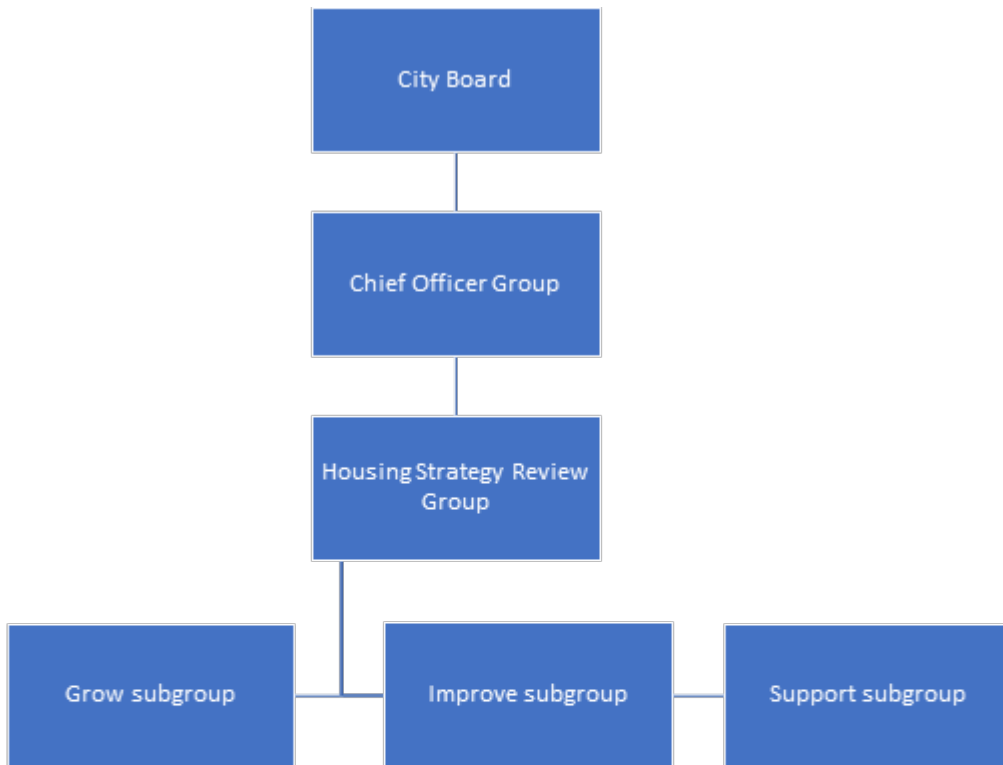 City Board
Chief Officer Group
Housing Strategy Review
Group
Grow subgroup
Improve subgroup
Support subgroup